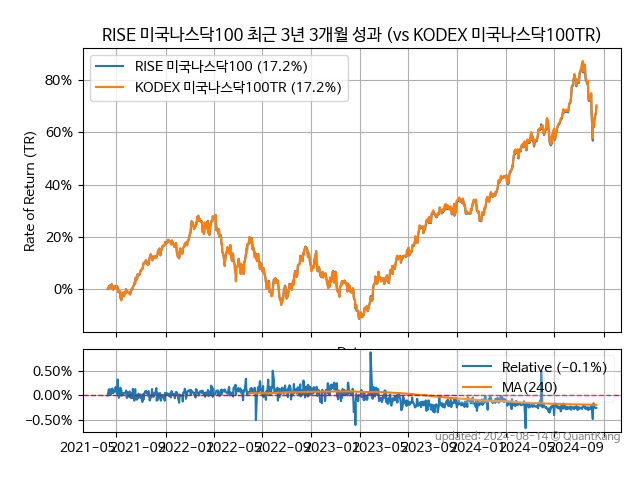 RISE 미국나스닥100 최근 3년 3개월 성과 (vs KODEX 미국나스닥100TR)
RISE 미국나스닥100 (17.2%)
KODEX 미국나스닥100TR (17.2%)
Rate of Return (TR)
80%
60%
40%
20%
0%
0.50%
0.00%
−0.50%
Relative (−0.1%)
MA(240)
updated: 2024-08-14 © QuantKang
2021-05 2021-09 2022-01 2022-05 2022-09 2023-01 2023-05 2023-09 2024-01 2024-05 2024-09